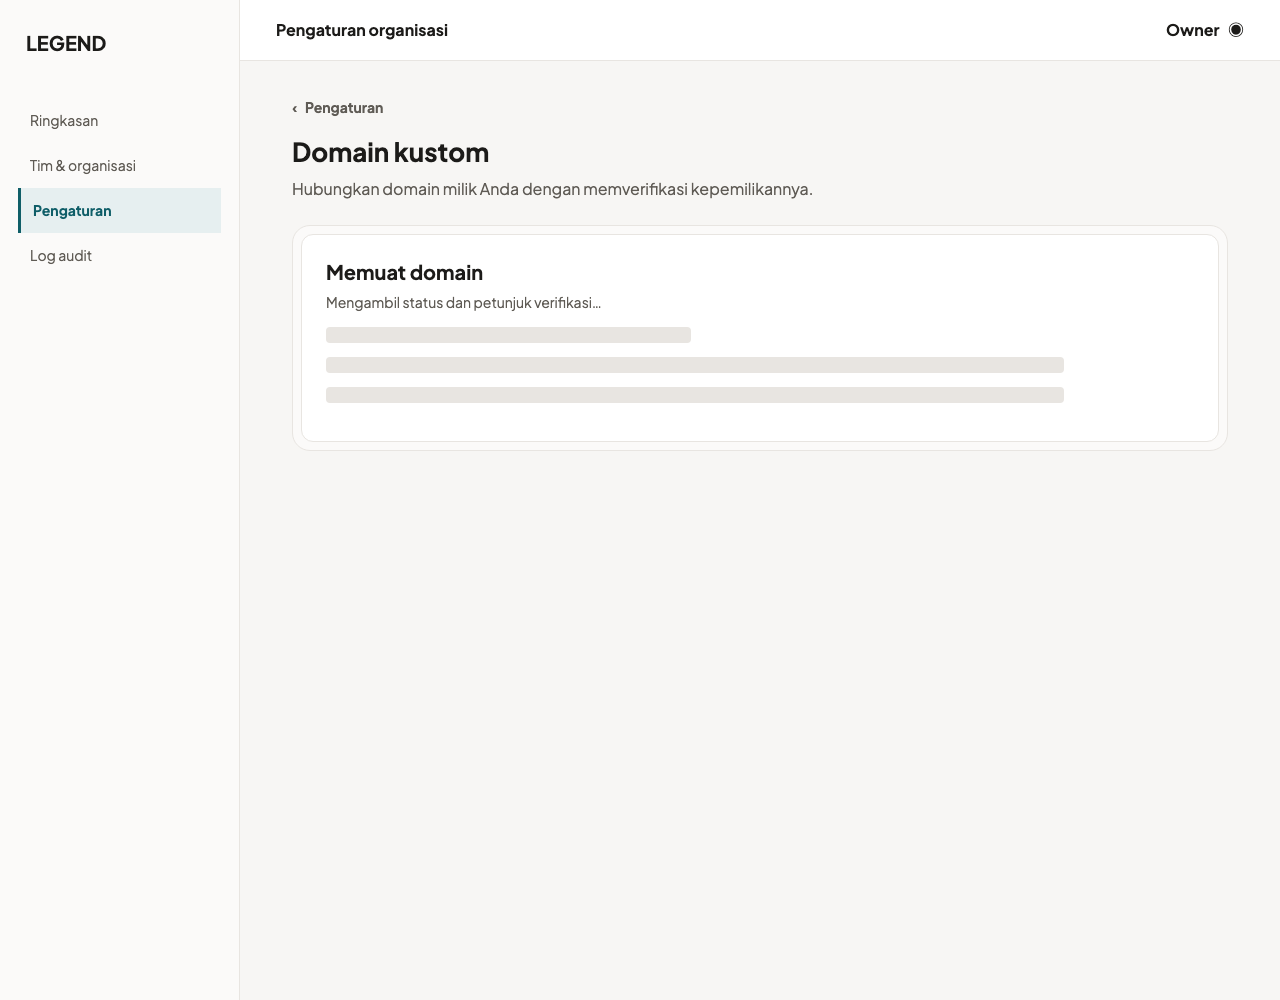 LEGEND
Ringkasan
Tim & organisasi
Pengaturan
Log audit
Pengaturan organisasi
Owner
‹ Pengaturan
Domain kustom
Hubungkan domain milik Anda dengan memverifikasi kepemilikannya.
Memuat domain
Mengambil status dan petunjuk verifikasi…